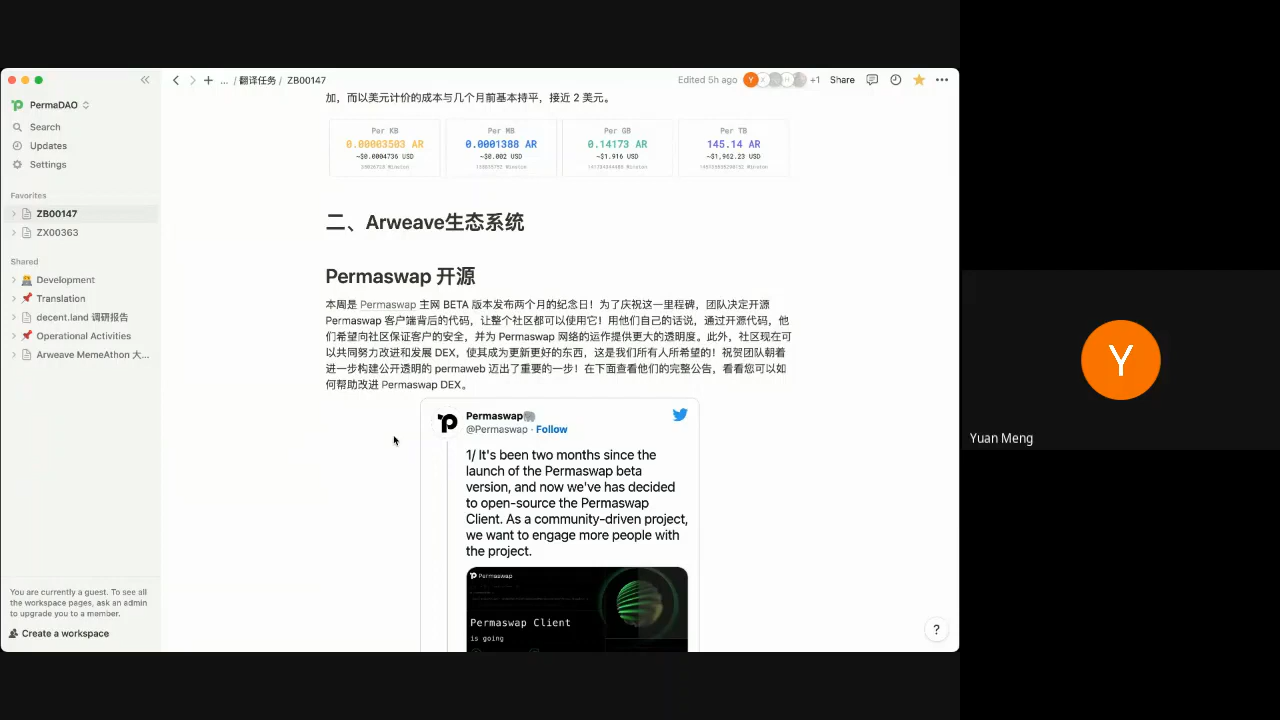 PermaDAO
Search
Updates
Settings
Favorites
ZB00147
ZX00363
Shared
Development
Translation
decent.land 调研报告
Operational Activities
Arweave MemeAthon 大...
You are currently a guest. To see all
the workspace pages, ask an admin
to upgrade you to a member.
Create a workspace
... / 翻译任务 / ZB00147
Edited 5h ago
Y
+1
Share
加，而以美元计价的成本与几个月前基本持平，接近 2 美元。
Per KB
0.00003503 AR
~$0.0004736 USD
Per MB
0.0001388 AR
~$0.002 USD
Per GB
0.14173 AR
~$1.916 USD
Per TB
145.14 AR
~$1,962.23 USD
二、Arweave生态系统
Permaswap 开源
本周是 Permaswap 主网 BETA 版本发布两个月的纪念日！为了庆祝这一里程碑，团队决定开源
Permaswap 客户端背后的代码，让整个社区都可以使用它！用他们自己的话说，通过开源代码，他
们希望向社区保证客户的安全，并为 Permaswap 网络的运作提供更大的透明度。此外，社区现在可
以共同努力改进和发展 DEX，使其成为更新更好的东西，这是我们所有人所希望的！祝贺团队朝着
进一步构建公开透明的 permaweb 迈出了重要的一步！在下面查看他们的完整公告，看看您可以如
何帮助改进 Permaswap DEX。
Permaswap
@Permaswap · Follow
1/ It's been two months since the
launch of the Permaswap beta
version, and now we've has decided
to open-source the Permaswap
Client. As a community-driven project,
we want to engage more people with
the project.
Permaswap
Permaswap Client
is going
?
Y
Yuan Meng